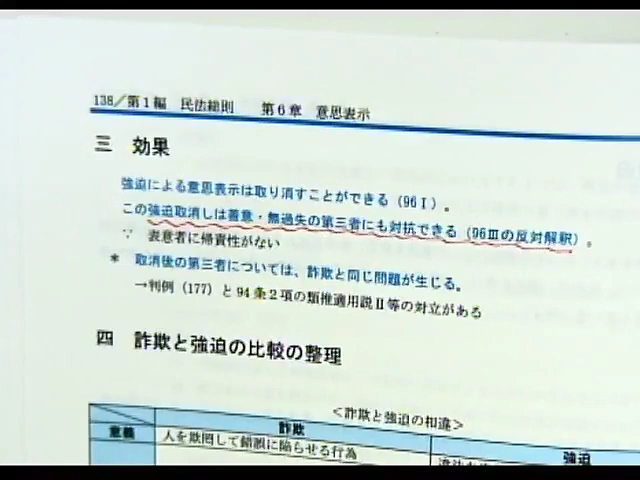 138／第1編　民法総則　　第6章　意思表示
三　効果
強迫による意思表示は取り消すことができる（96Ⅰ）。
この強迫取消しは善意・無過失の第三者にも対抗できる（96Ⅲの反対解釈）。
∵　表意者に帰責性がない
＊　取消後の第三者については、詐欺と同じ問題が生じる。
→判例（177）と94条2項の類推適用説Ⅱ等の対立がある
四　詐欺と強迫の比較の整理
＜詐欺と強迫の相違＞
詐欺　強迫
意義　人を欺罔して錯誤に陥らせる行為